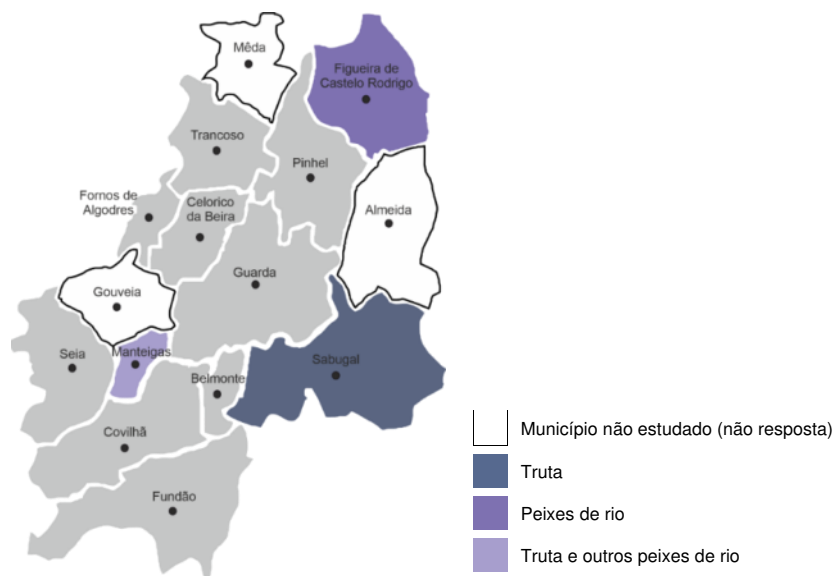 Mêda
Figueira de
Castelo Rodrigo
Trancoso
Pinhel
Fornos de
Algodres
Celorico
da Beira
Almeida
Guarda
Gouveia
Seia
Manteigas
Belmonte
Sabugal
Covilhã
Fundão
Município não estudado (não resposta)
Truta
Peixes de rio
Truta e outros peixes de rio